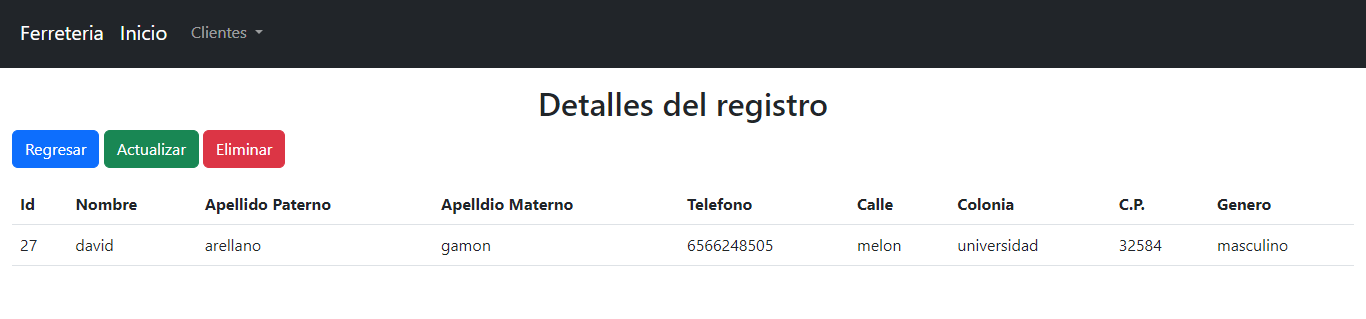 Ferreteria Inicio Clientes
Detalles del registro
Regresar Actualizar Eliminar
Id Nombre Apellido Paterno Apelldio Materno Telefono Calle Colonia C.P. Genero
27 david arellano gamon 6566248505 melon universidad 32584 masculino